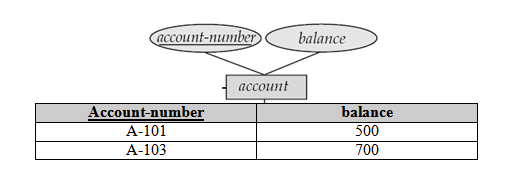 account-number balance
account
Account-number balance
A-101 500
A-103 700